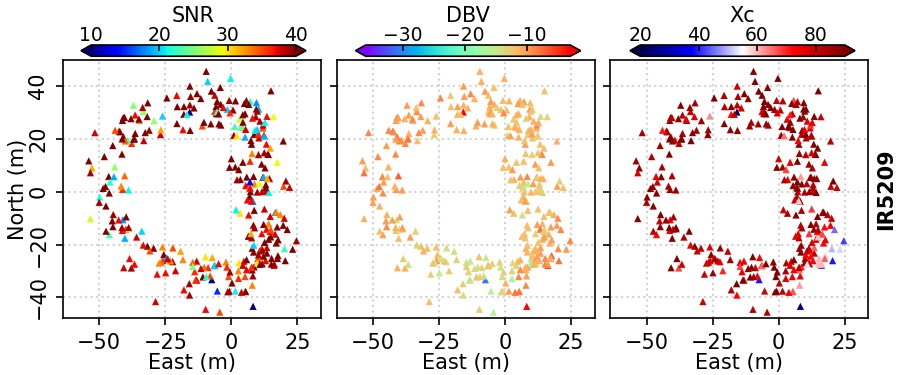 SNR DBV Xc
10 20 30 40 −30 −20 −10 20 40 60 80
40
20
0
−20
−40
North (m)
IR5209
−50 −25 0 25 −50 −25 0 25 −50 −25 0 25
East (m) East (m) East (m)